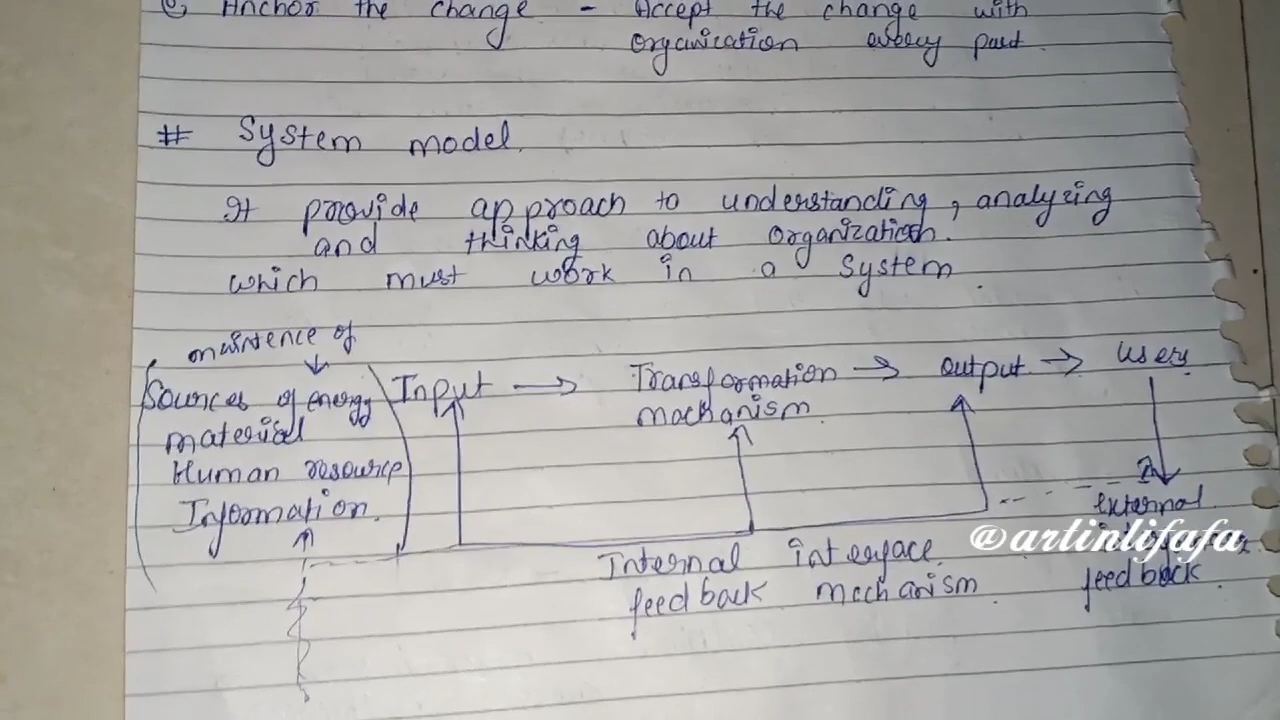 Anchor the change - Accept the change with
organization every part.
# System model.
It provide approach to understanding, analyzing
and thinking about organization.
which must work in a System.
of
Sources of energy
material
Human resource
Information.
Input → Transformation → output → users
mechanism.
Internal interface
feedback mechanism
external
@artinlifafa
feedback.